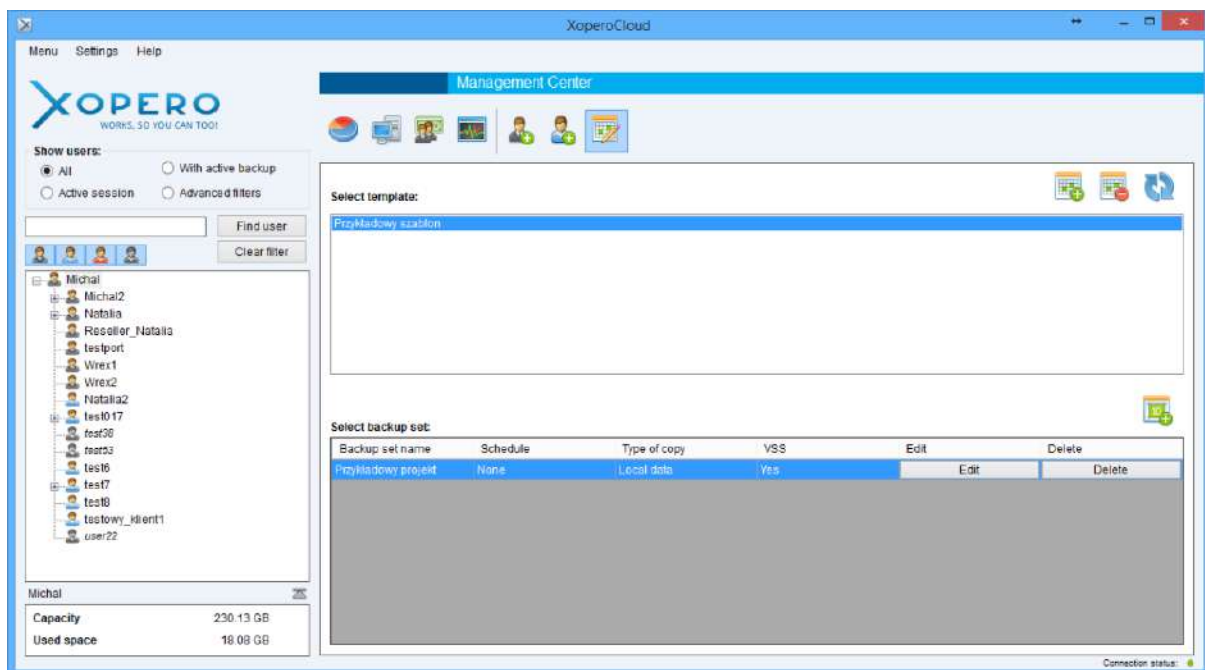 XoperoCloud
Menu Settings Help
XOPERO
WORKS, SO YOU CAN TOO!
Management Center
Show users:
All With active backup
Active session Advanced filters
Find user
Clear filter
Michal
Michal2
Natalia
Reseller_Natalia
testport
Wrex1
Wrex2
Natalia2
test017
test36
test53
test6
test7
test8
testowy_klient1
user22
Michal
Capacity 230.13 GB
Used space 18.08 GB
Select template:
Przykładowy szablon
Select backup set:
Backup set name Schedule Type of copy VSS Edit Delete
Przykładowy projekt None Local data Yes Edit Delete
Connection status: